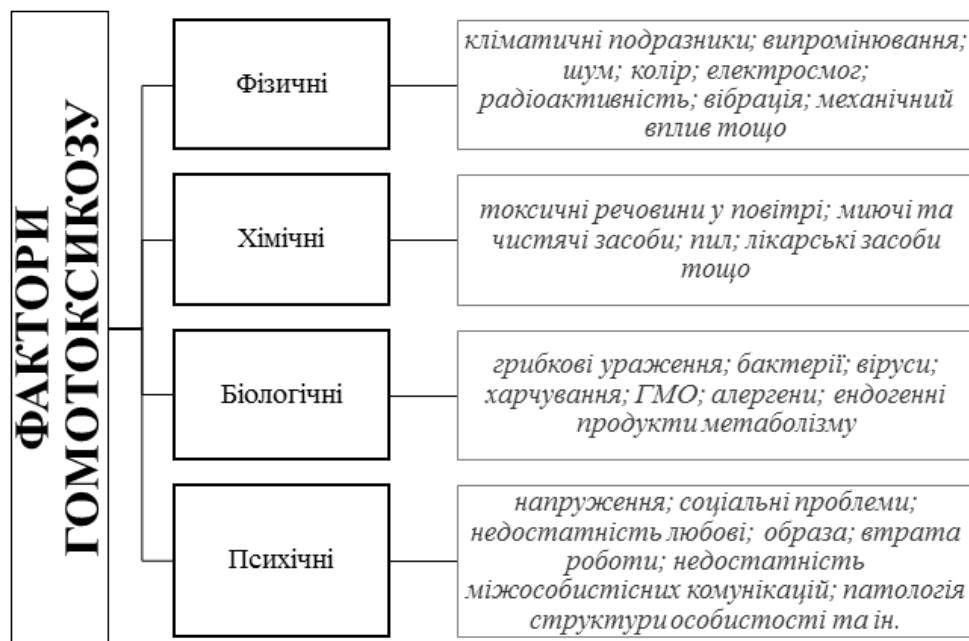 ФАКТОРИ
ГОМОТОКСИКОЗУ
Фізичні
кліматичні подразники; випромінювання;
шум; колір; електросмог;
радіоактивність; вібрація; механічний
вплив тощо
Хімічні
токсичні речовини у повітрі; миючі та
чистячі засоби; пил; лікарські засоби
тощо
Біологічні
грибкові ураження; бактерії; віруси;
харчування; ГМО; алергени; ендогенні
продукти метаболізму
Психічні
напруження; соціальні проблеми;
недостатність любові; образа; втрата
роботи; недостатність
міжособистісних комунікацій; патологія
структури особистості та ін.